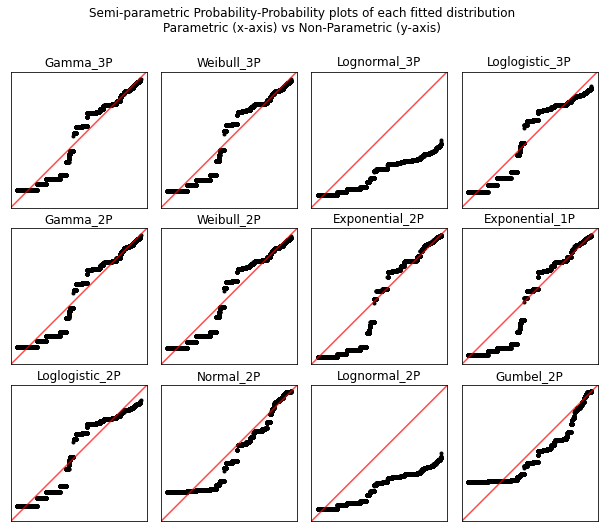 Semi-parametric Probability-Probability plots of each fitted distribution
Parametric (x-axis) vs Non-Parametric (y-axis)
Gamma_3P
Weibull_3P
Lognormal_3P
Loglogistic_3P
Gamma_2P
Weibull_2P
Exponential_2P
Exponential_1P
Loglogistic_2P
Normal_2P
Lognormal_2P
Gumbel_2P